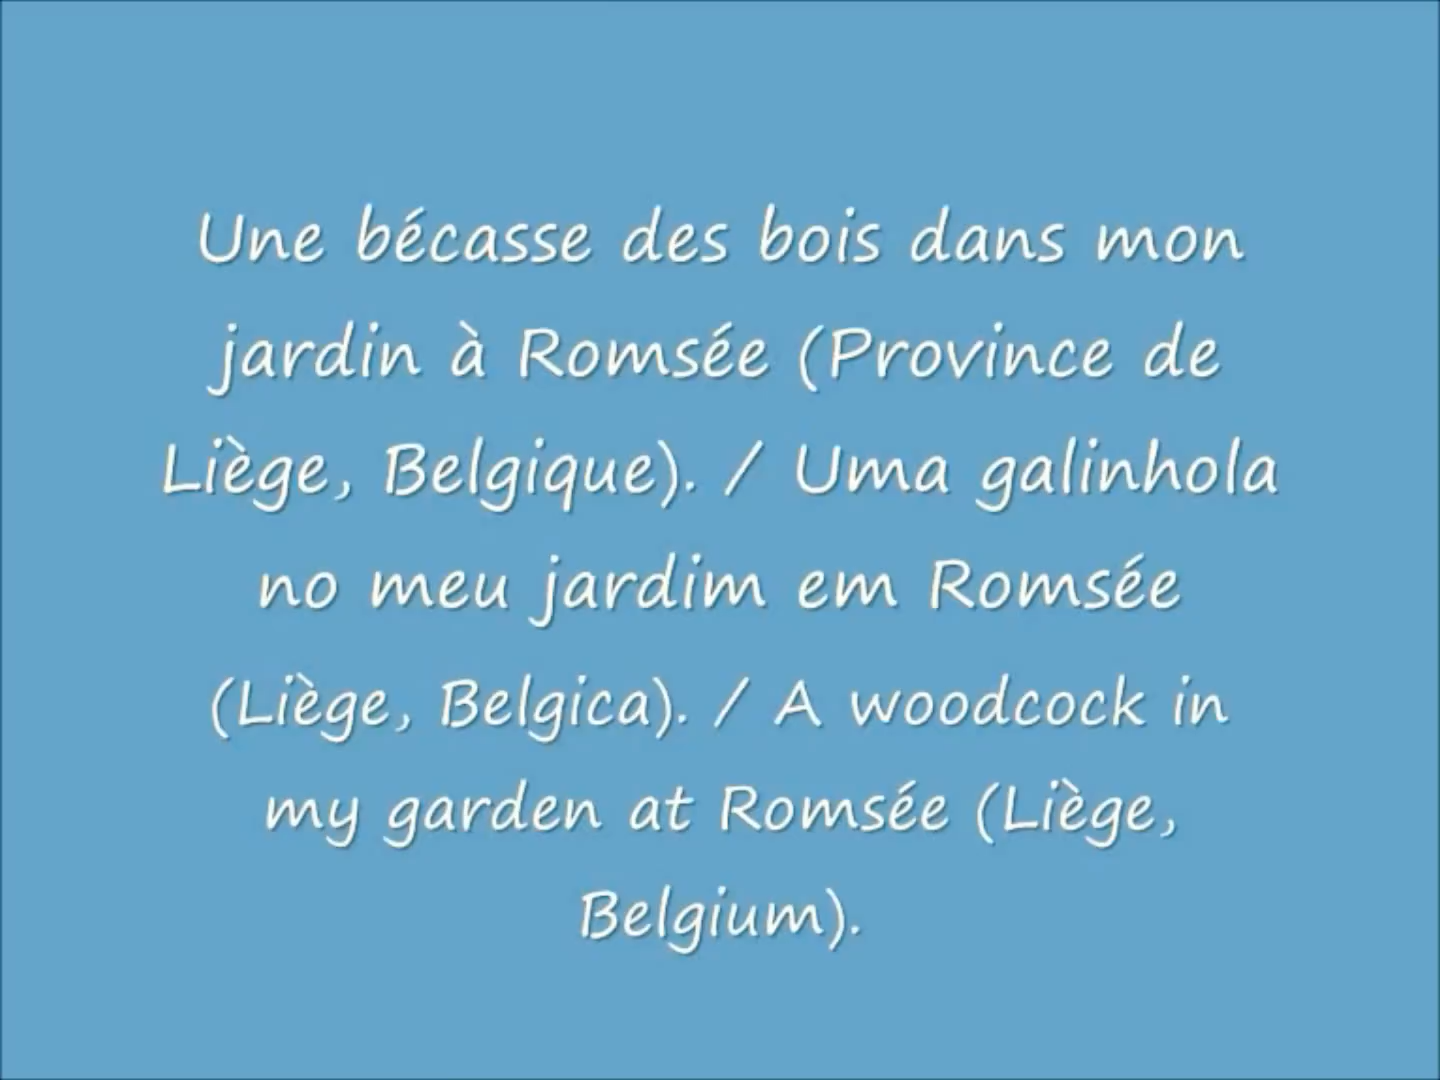 Une bécasse des bois dans mon
jardin à Romsée (Province de
Liège, Belgique). / Uma galinhola
no meu jardim em Romsée
(Liège, Belgica). / A woodcock in
my garden at Romsée (Liège,
Belgium).